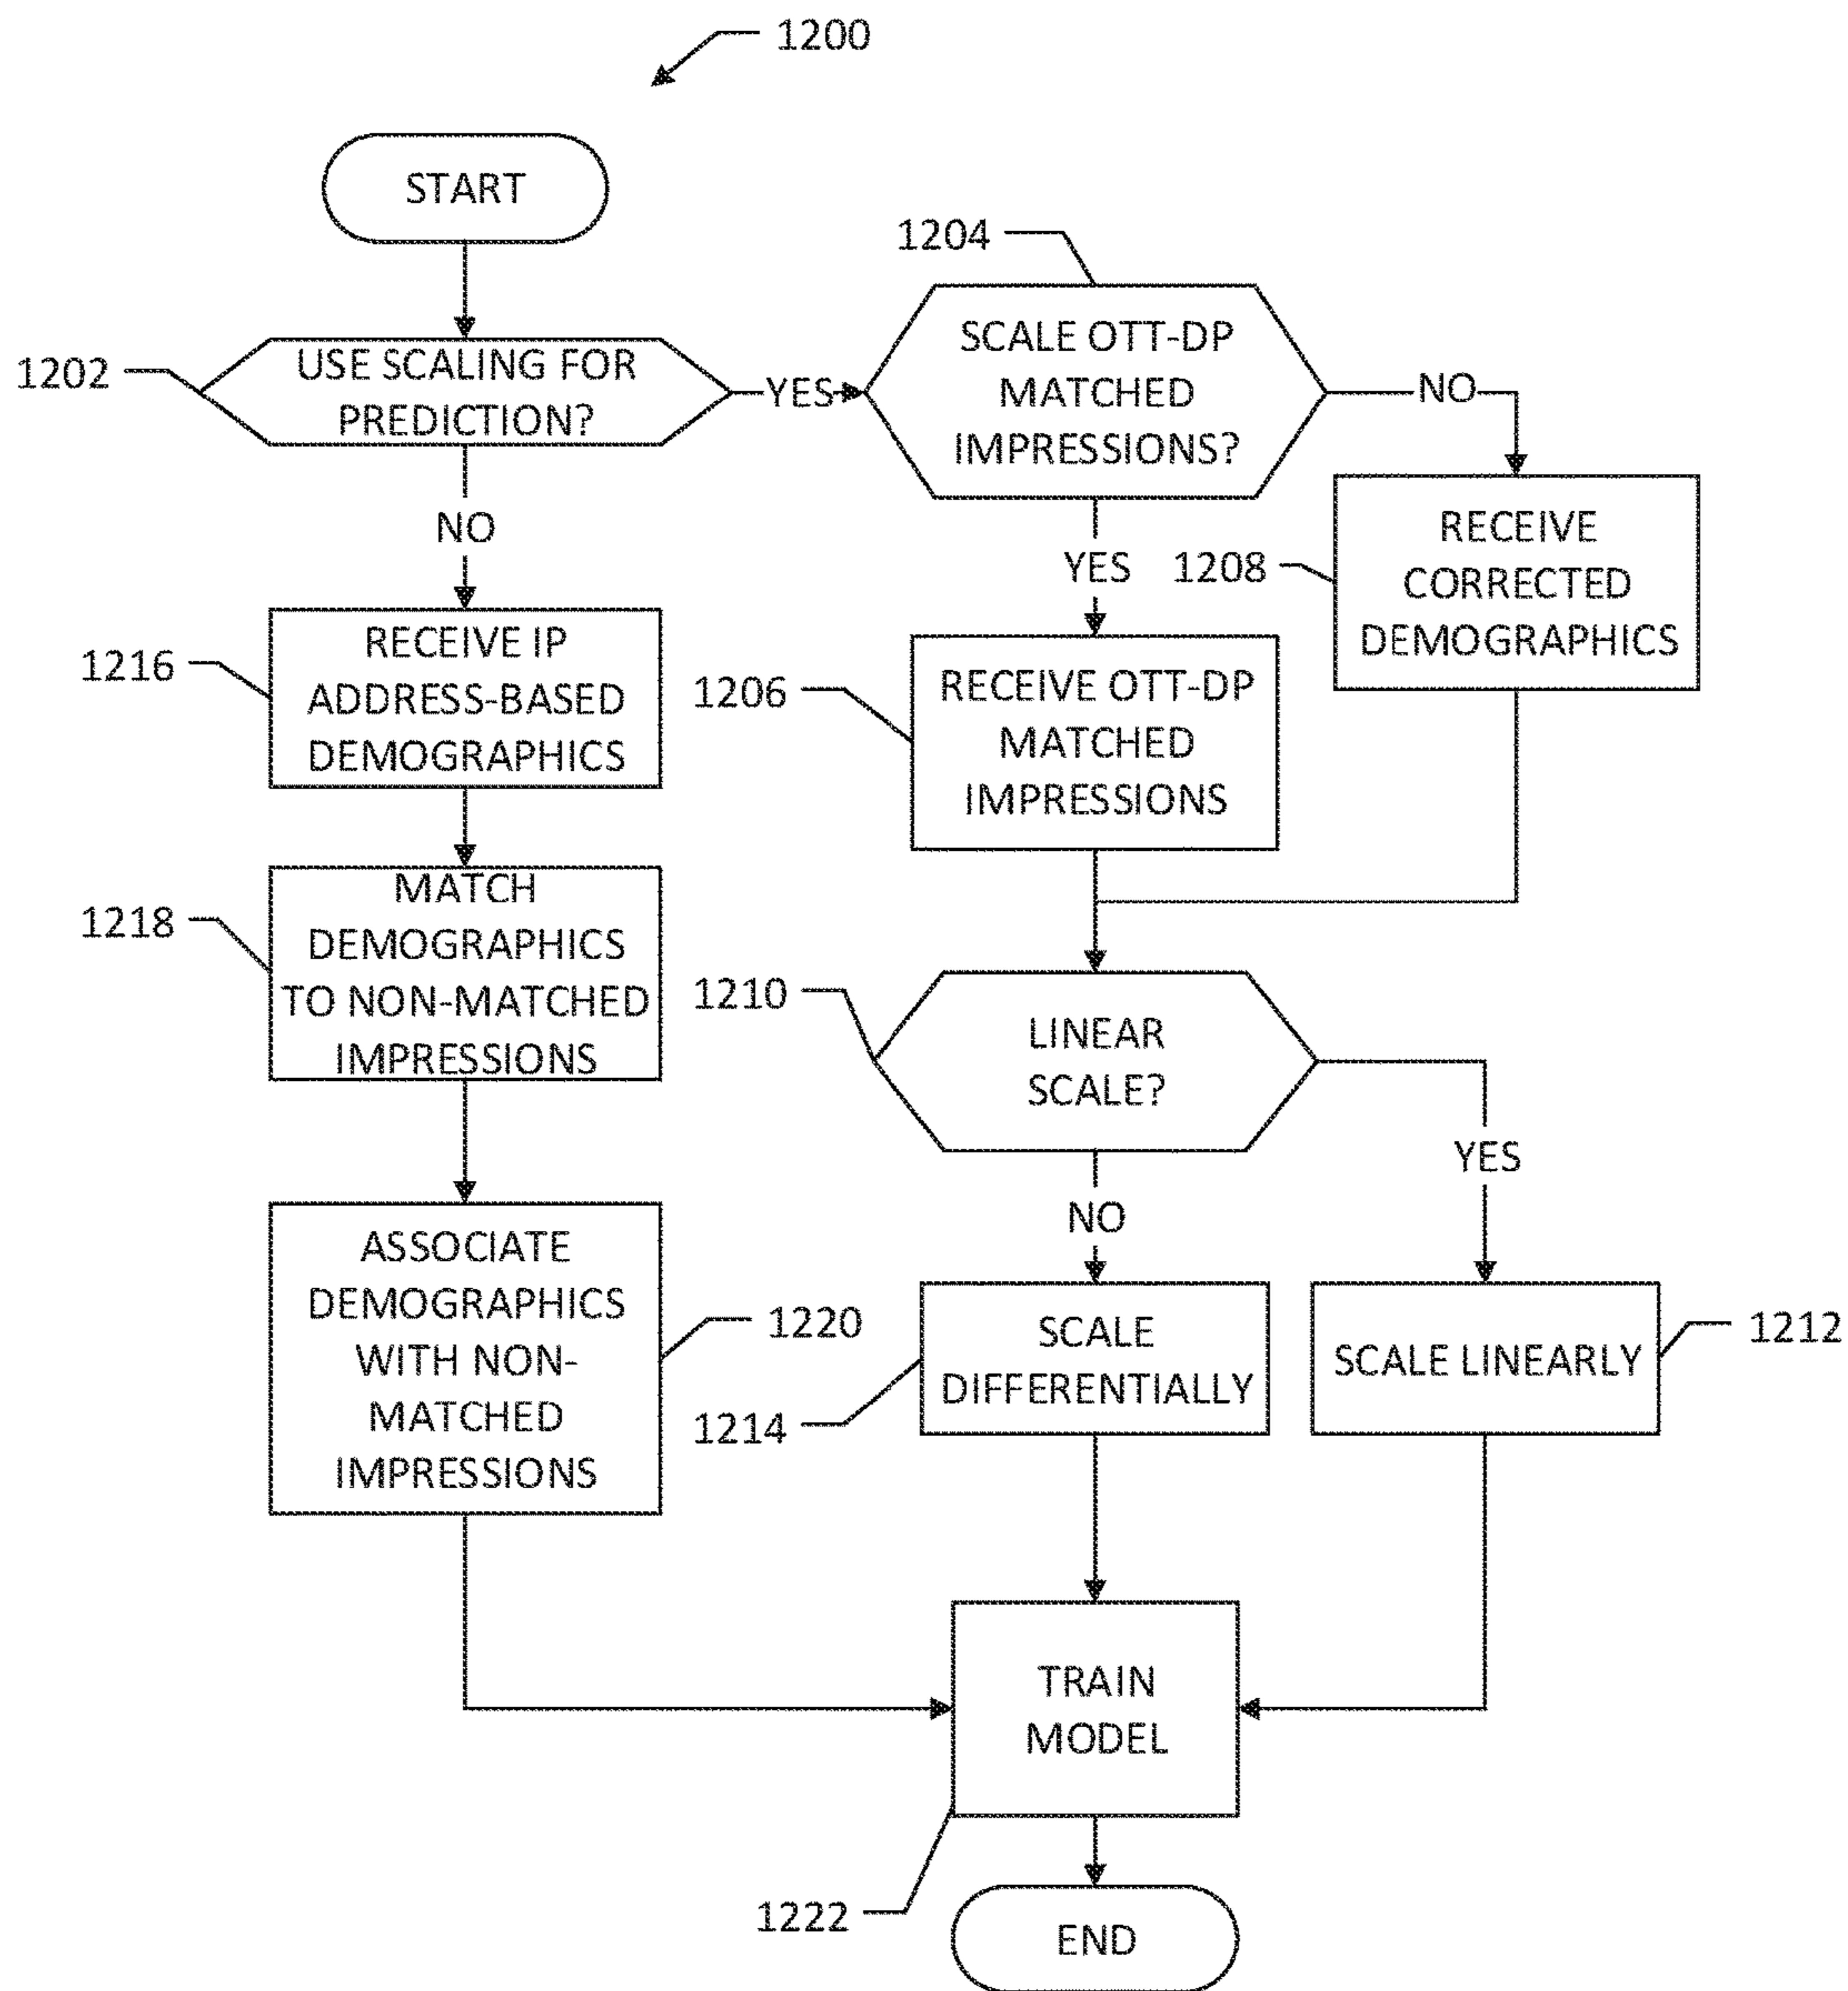 1200
START
1204
SCALE OTT-DP
MATCHED
IMPRESSIONS?
1202
USE SCALING FOR
PREDICTION?
YES
NO
NO
YES
1208
RECEIVE
CORRECTED
DEMOGRAPHICS
1216
RECEIVE IP
ADDRESS-BASED
DEMOGRAPHICS
1206
RECEIVE OTT-DP
MATCHED
IMPRESSIONS
1218
MATCH
DEMOGRAPHICS
TO NON-MATCHED
IMPRESSIONS
1210
LINEAR
SCALE?
YES
NO
ASSOCIATE
DEMOGRAPHICS
WITH NON-
MATCHED
IMPRESSIONS
1220
SCALE
DIFFERENTIALLY
1214
SCALE LINEARLY
1212
TRAIN
MODEL
1222
END